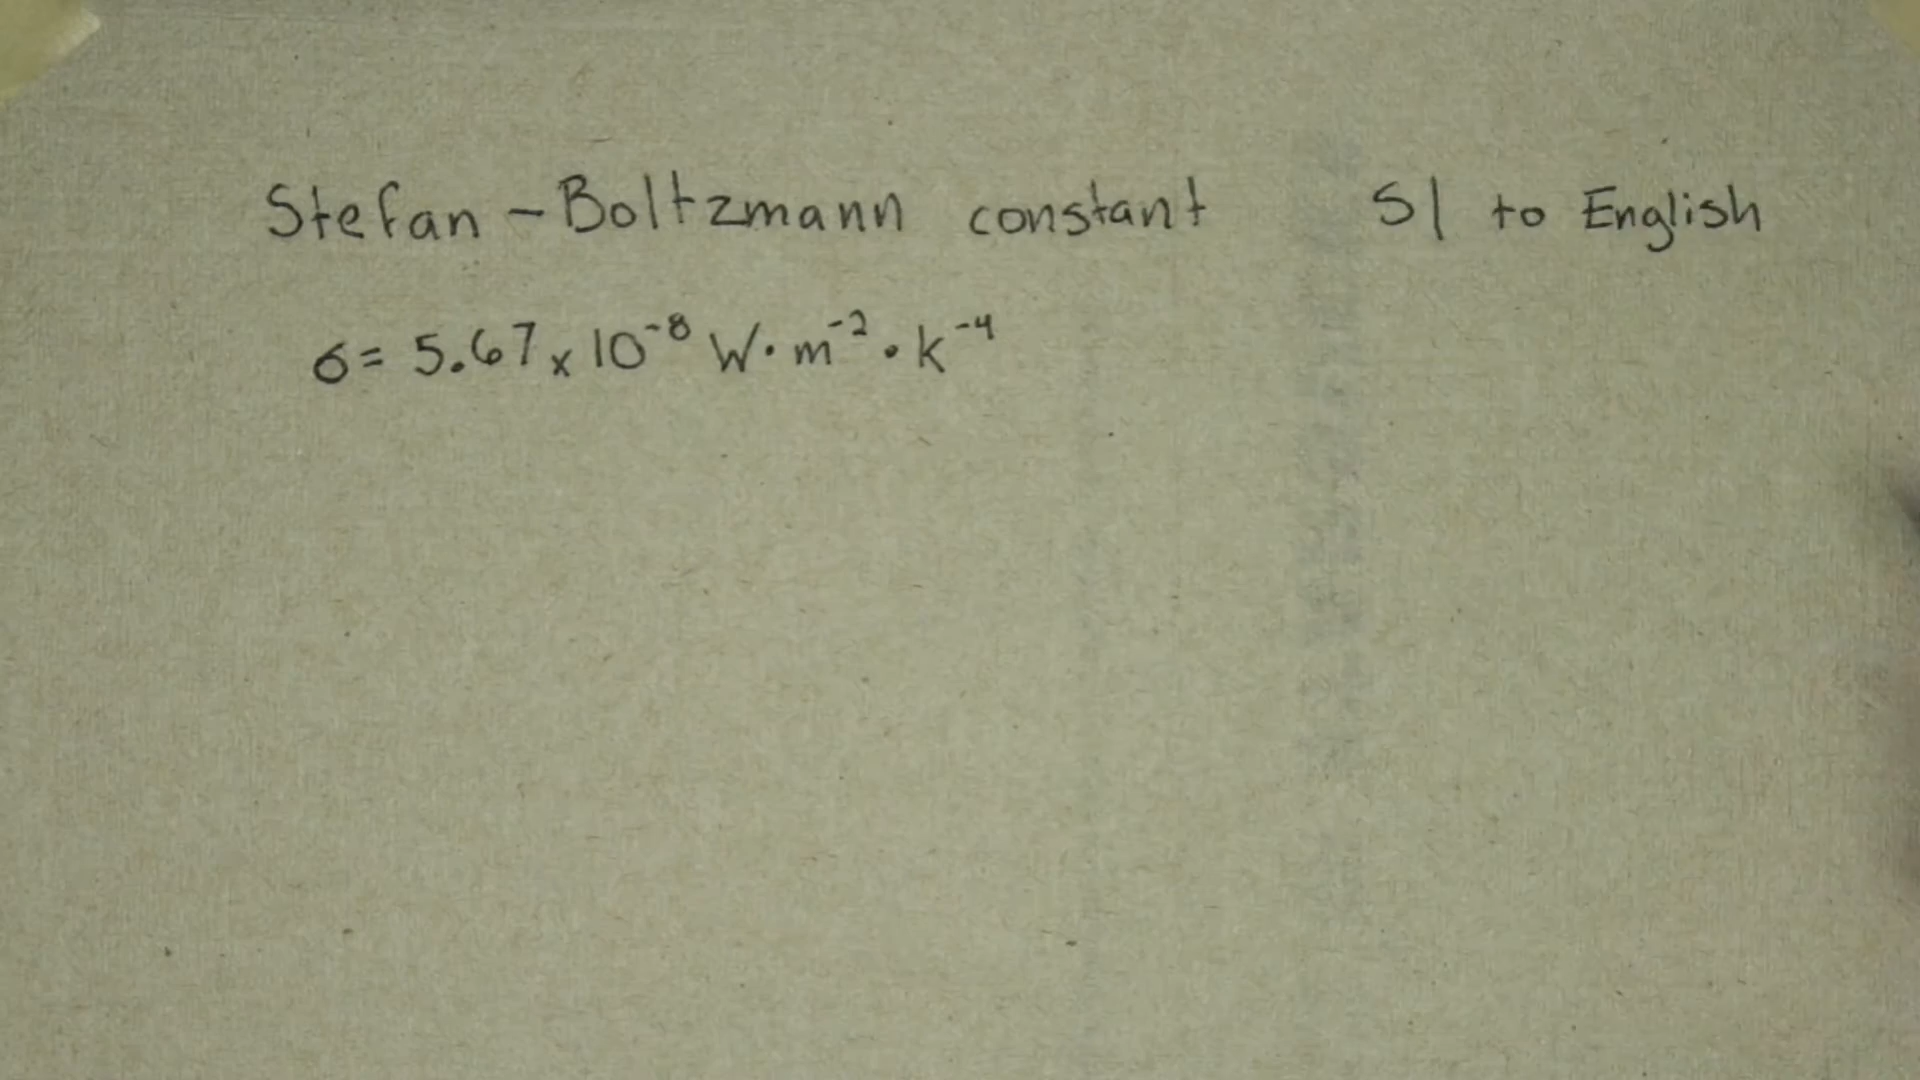 Stefan - Boltzmann constant SI to English
σ = 5.67 x 10⁻⁸ W · m⁻² · k⁻⁴